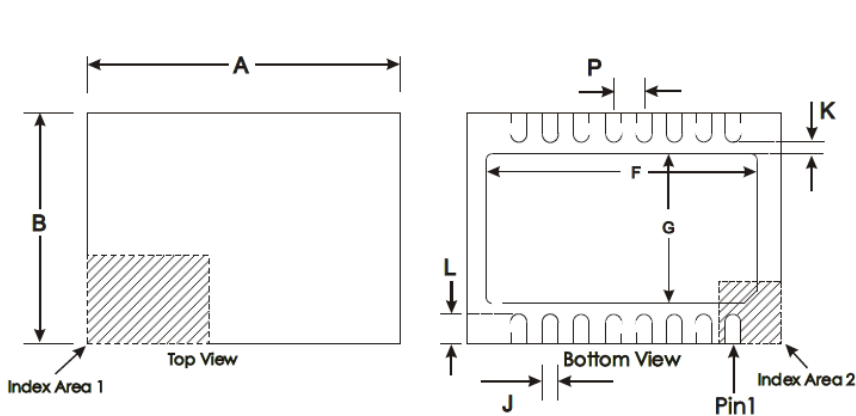 A
P
K
B
F
G
L
Top View
Bottom View
Index Area 1
Index Area 2
J
Pin1